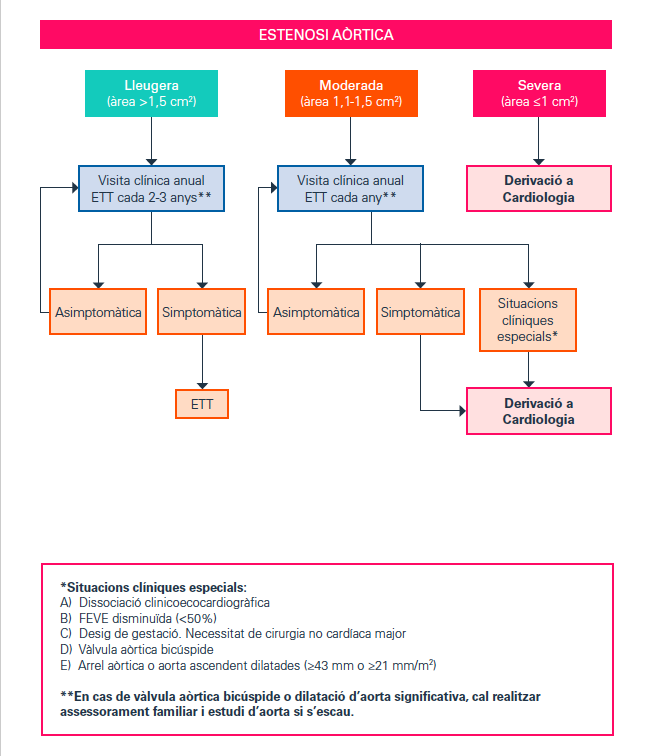 ESTENOSI AÒRTICA
Lleugera
(àrea >1,5 cm²)
Moderada
(àrea 1,1-1,5 cm²)
Severa
(àrea ≤1 cm²)
Visita clínica anual
ETT cada 2-3 anys**
Visita clínica anual
ETT cada any**
Derivació a
Cardiologia
Asimptomàtica
Simptomàtica
Asimptomàtica
Simptomàtica
Situacions
clíniques
especials*
ETT
Derivació a
Cardiologia
*Situacions clíniques especials:
A) Dissociació clinicoecocardiogràfica
B) FEVE disminuïda (<50%)
C) Desig de gestació. Necessitat de cirurgia no cardíaca major
D) Vàlvula aòrtica bicúspide
E) Arrel aòrtica o aorta ascendent dilatades (≥43 mm o ≥21 mm/m²)
**En cas de vàlvula aòrtica bicúspide o dilatació d’aorta significativa, cal realitzar
assessorament familiar i estudi d’aorta si s’escau.